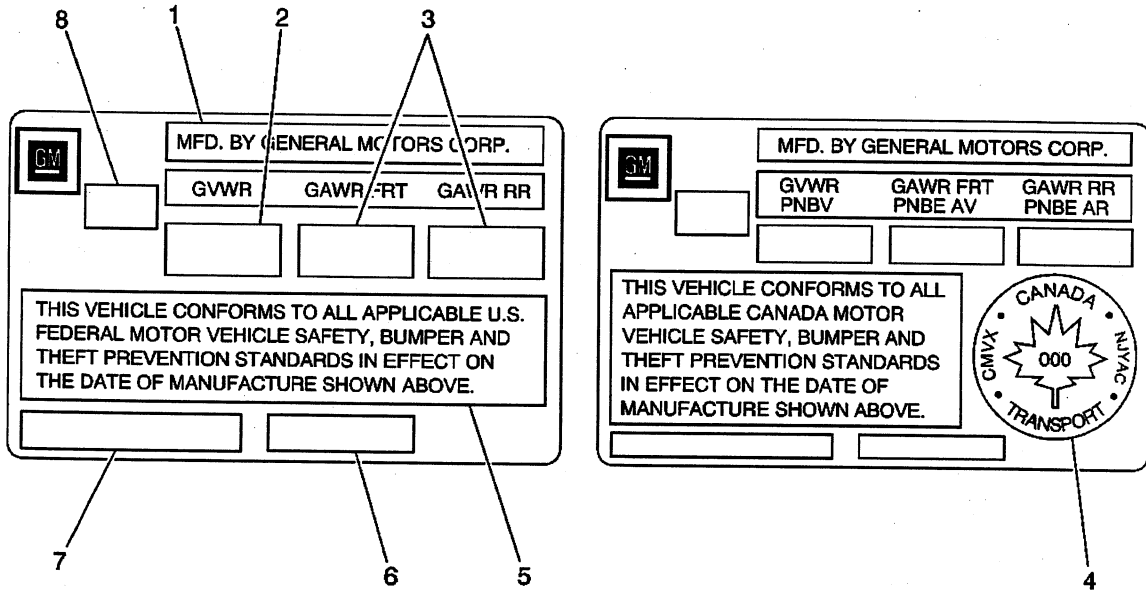 8 1 2 3
GM
MFD. BY GENERAL MOTORS CORP.
GVWR GAWR FRT GAWR RR
THIS VEHICLE CONFORMS TO ALL APPLICABLE U.S.
FEDERAL MOTOR VEHICLE SAFETY, BUMPER AND
THEFT PREVENTION STANDARDS IN EFFECT ON
THE DATE OF MANUFACTURE SHOWN ABOVE.
7 6 5
GM
MFD. BY GENERAL MOTORS CORP.
GVWR GAWR FRT GAWR RR
PNBV PNBE AV PNBE AR
THIS VEHICLE CONFORMS TO ALL
APPLICABLE CANADA MOTOR
VEHICLE SAFETY, BUMPER AND
THEFT PREVENTION STANDARDS
IN EFFECT ON THE DATE OF
MANUFACTURE SHOWN ABOVE.
CANADA • NJYAC • TRANSPORT • CMVX •
000
4